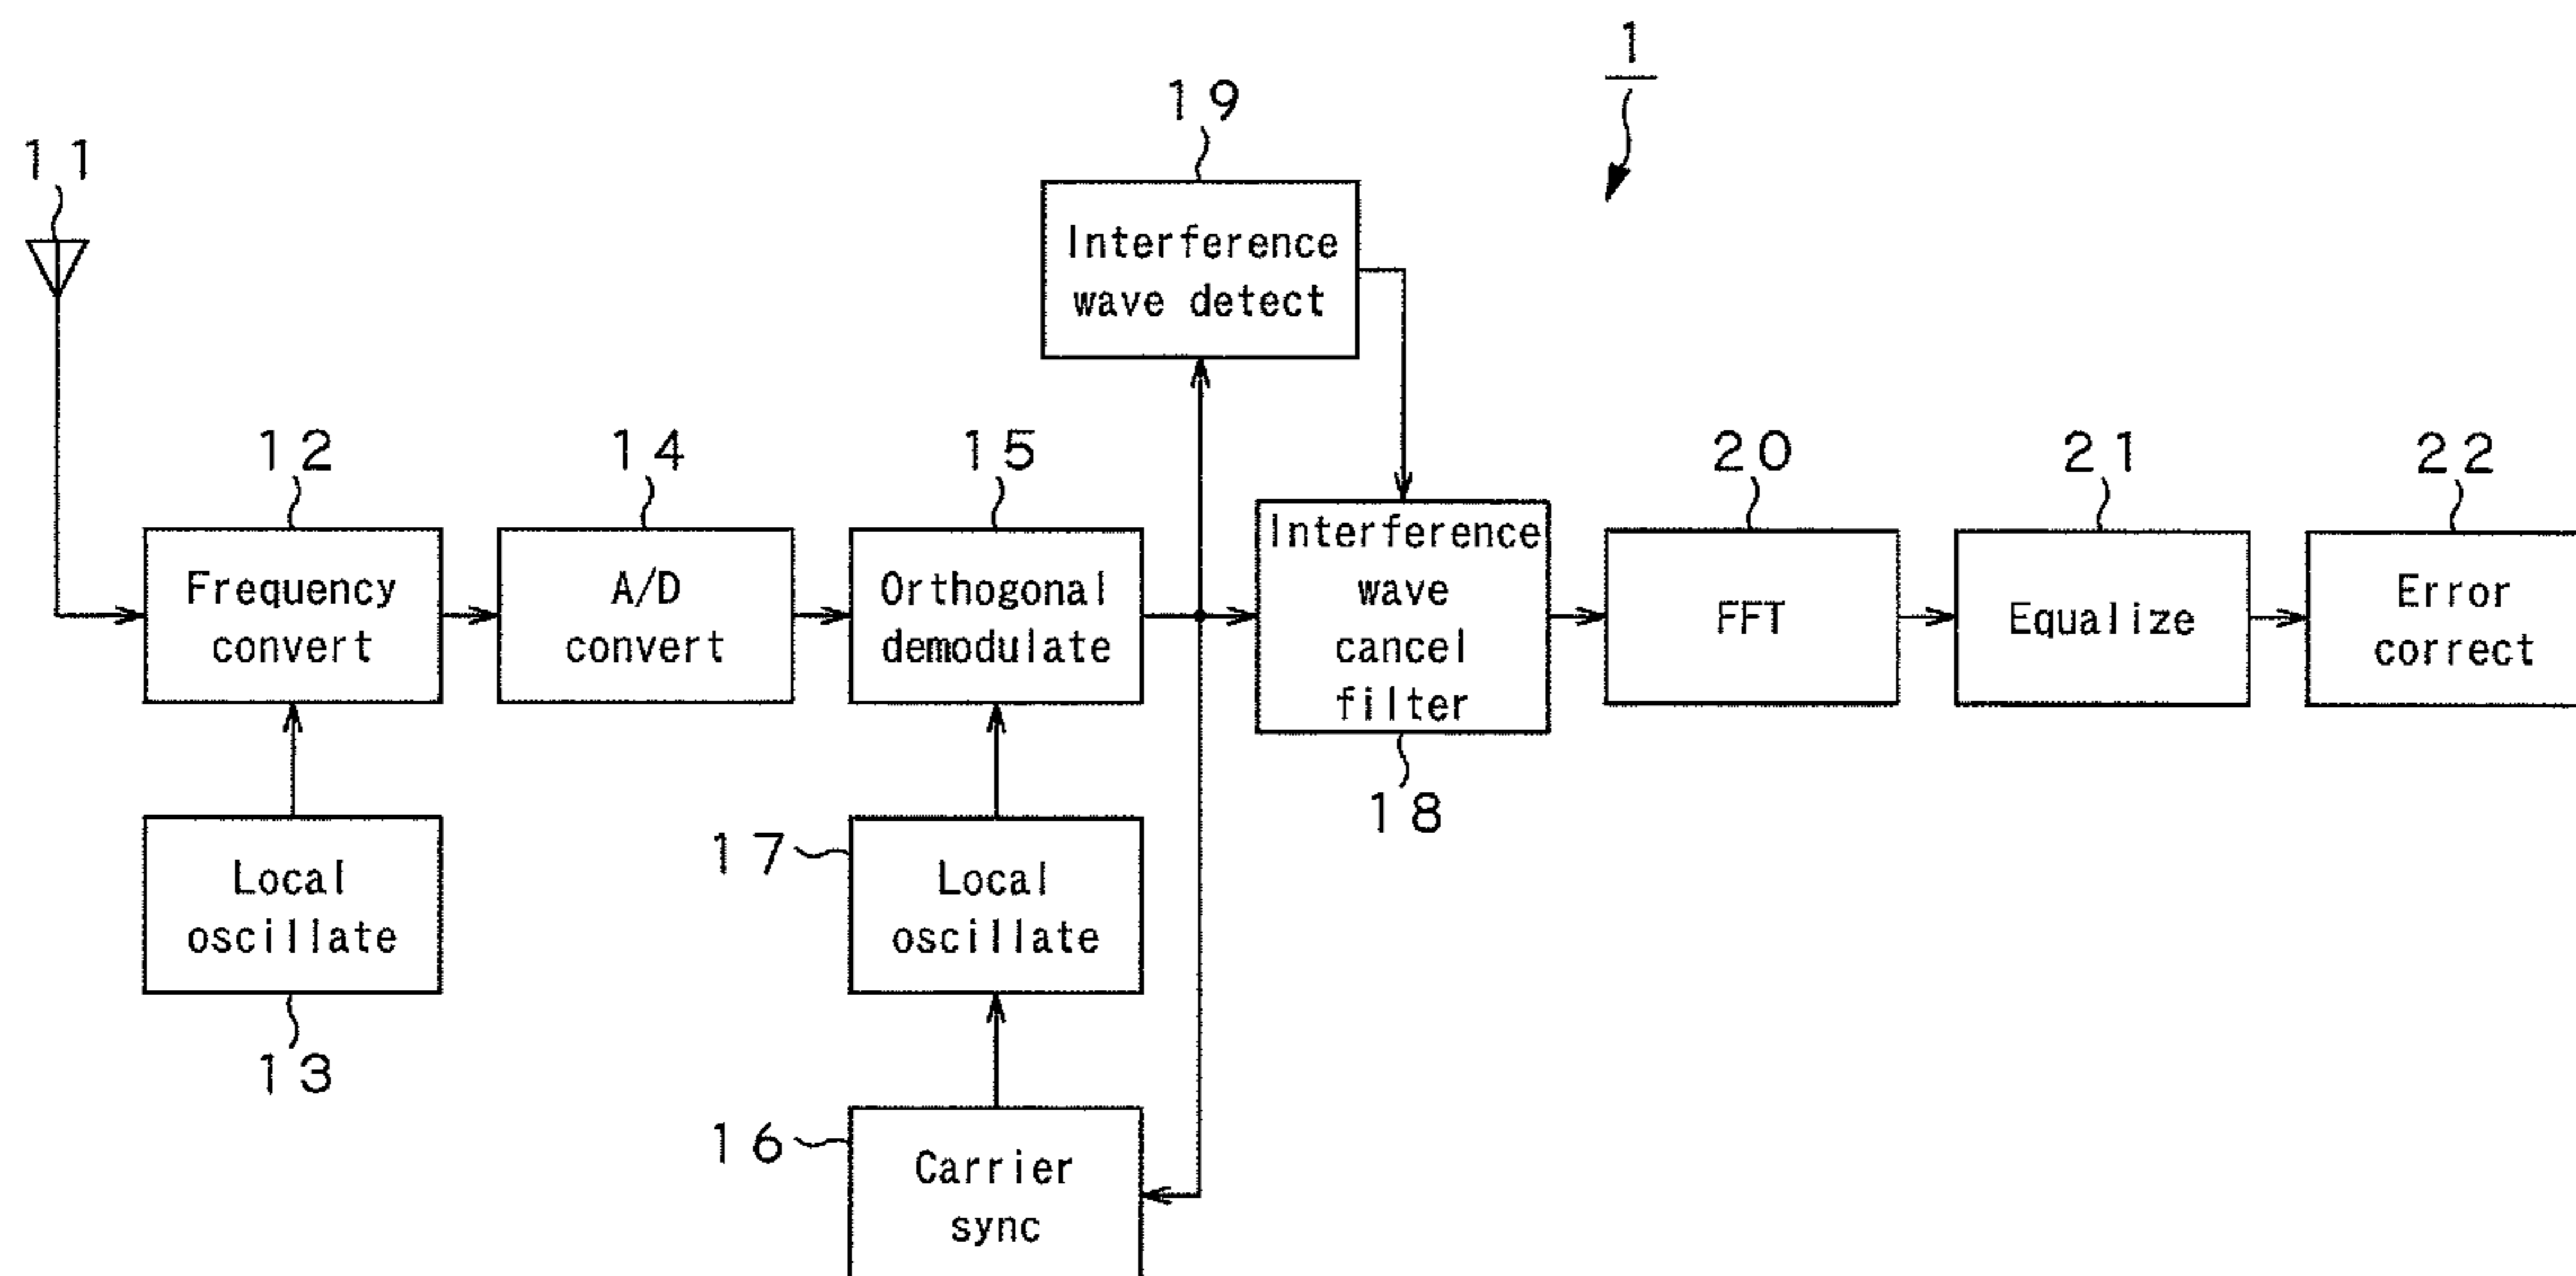 1
19
11
Interference
wave detect
12
14
15
20
21
22
Frequency
convert
A/D
convert
Orthogonal
demodulate
Interference
wave
cancel
filter
FFT
Equalize
Error
correct
18
17
Local
oscillate
Local
oscillate
13
16
Carrier
sync